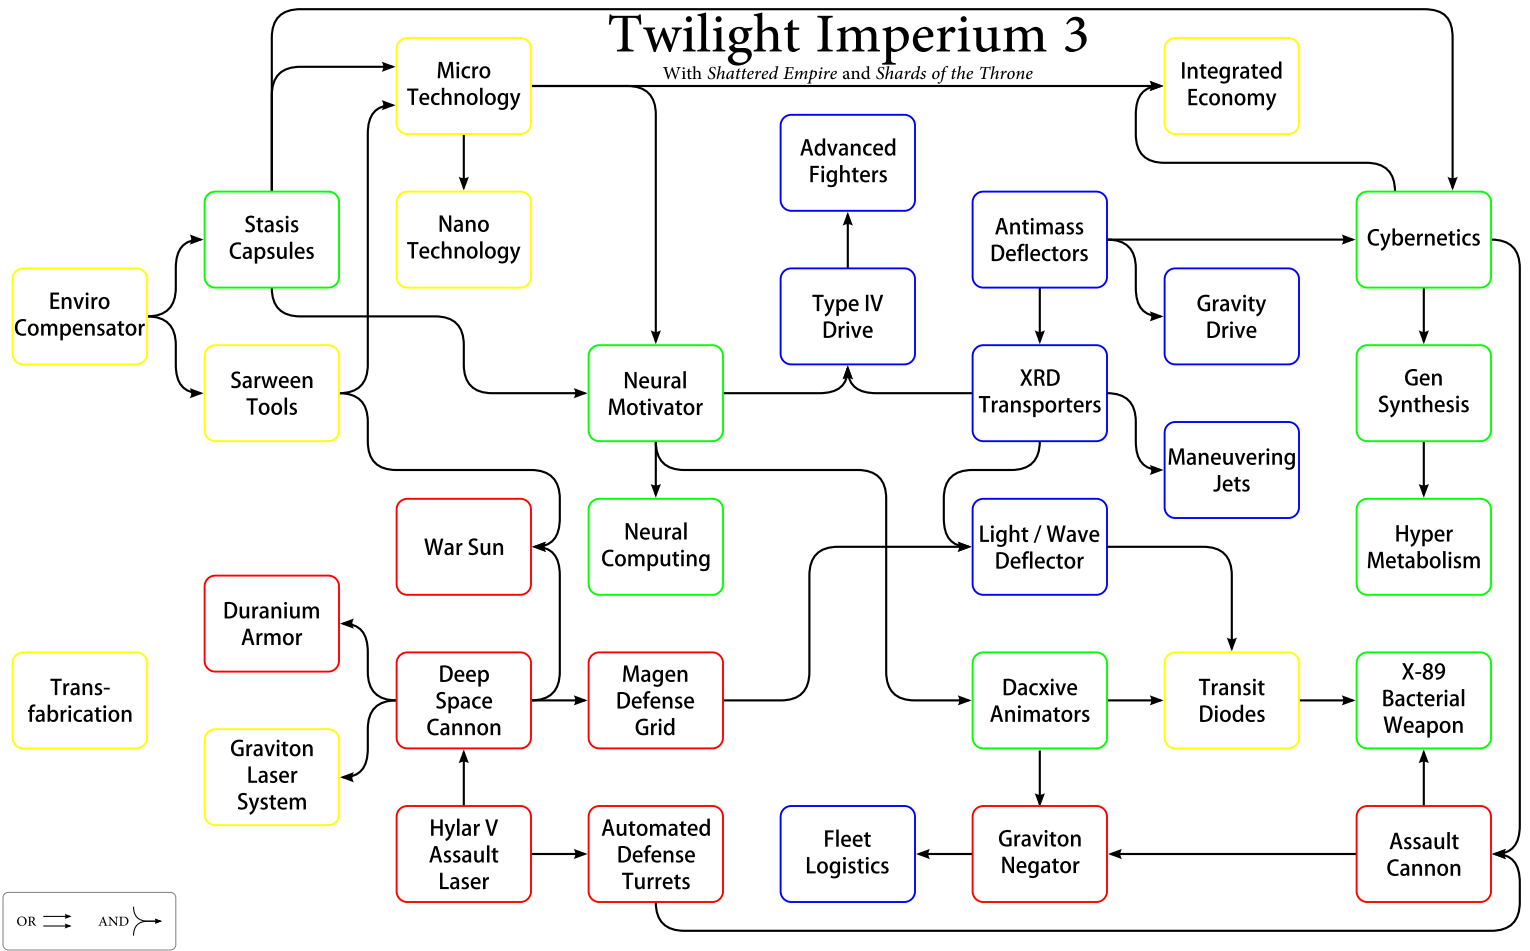 Twilight Imperium 3
With Shattered Empire and Shards of the Throne
Micro
Technology
Integrated
Economy
Advanced
Fighters
Stasis
Capsules
Nano
Technology
Antimass
Deflectors
Cybernetics
Enviro
Compensator
Type IV
Drive
Gravity
Drive
Sarween
Tools
Neural
Motivator
XRD
Transporters
Gen
Synthesis
Maneuvering
Jets
War Sun
Neural
Computing
Light / Wave
Deflector
Hyper
Metabolism
Duranium
Armor
Trans-
fabrication
Deep
Space
Cannon
Magen
Defense
Grid
Dacxive
Animators
Transit
Diodes
X-89
Bacterial
Weapon
Graviton
Laser
System
Hylar V
Assault
Laser
Automated
Defense
Turrets
Fleet
Logistics
Graviton
Negator
Assault
Cannon
OR AND